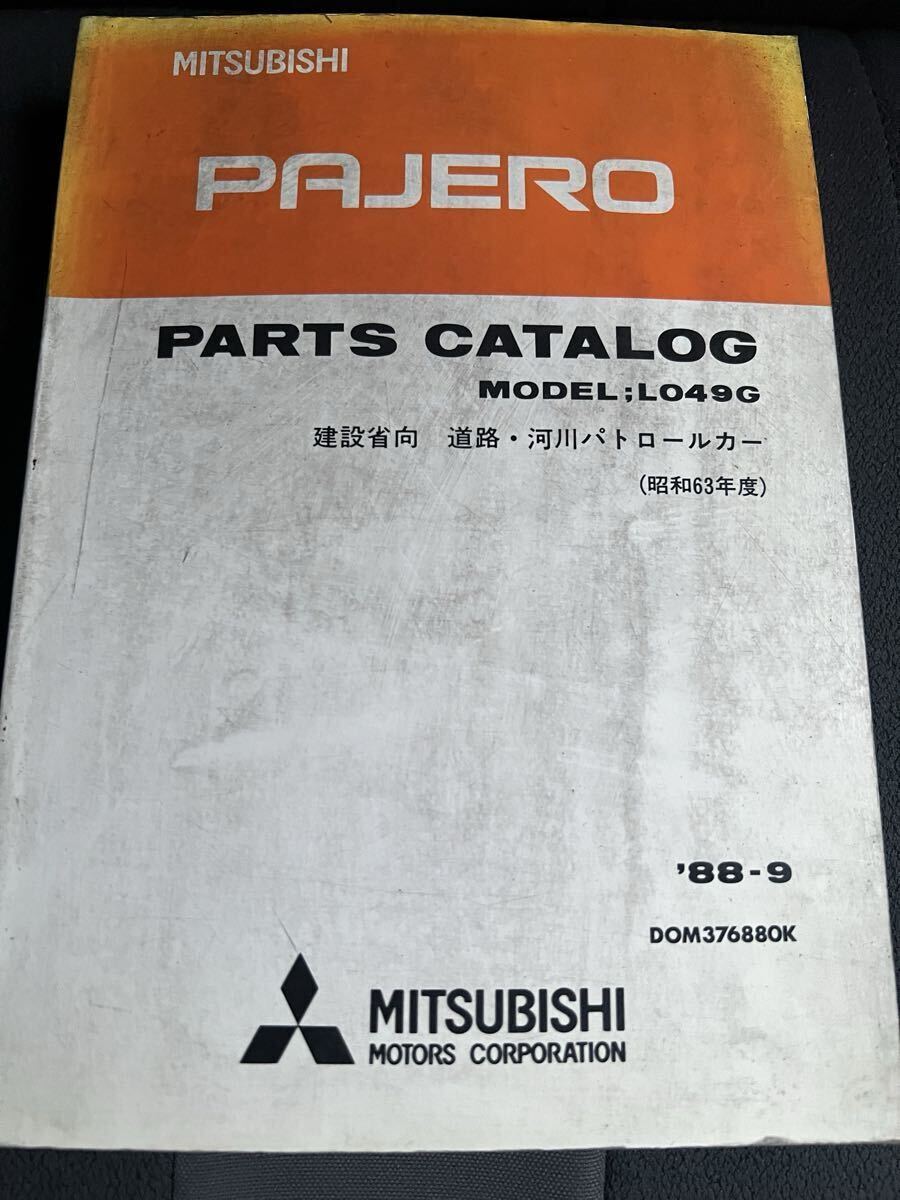 MITSUBISHI
PAJERO
PARTS CATALOG
MODEL;L049G
建設省向 道路・河川パトロールカー
(昭和63年度)
'88-9
DOM376880K
MITSUBISHI
MOTORS CORPORATION